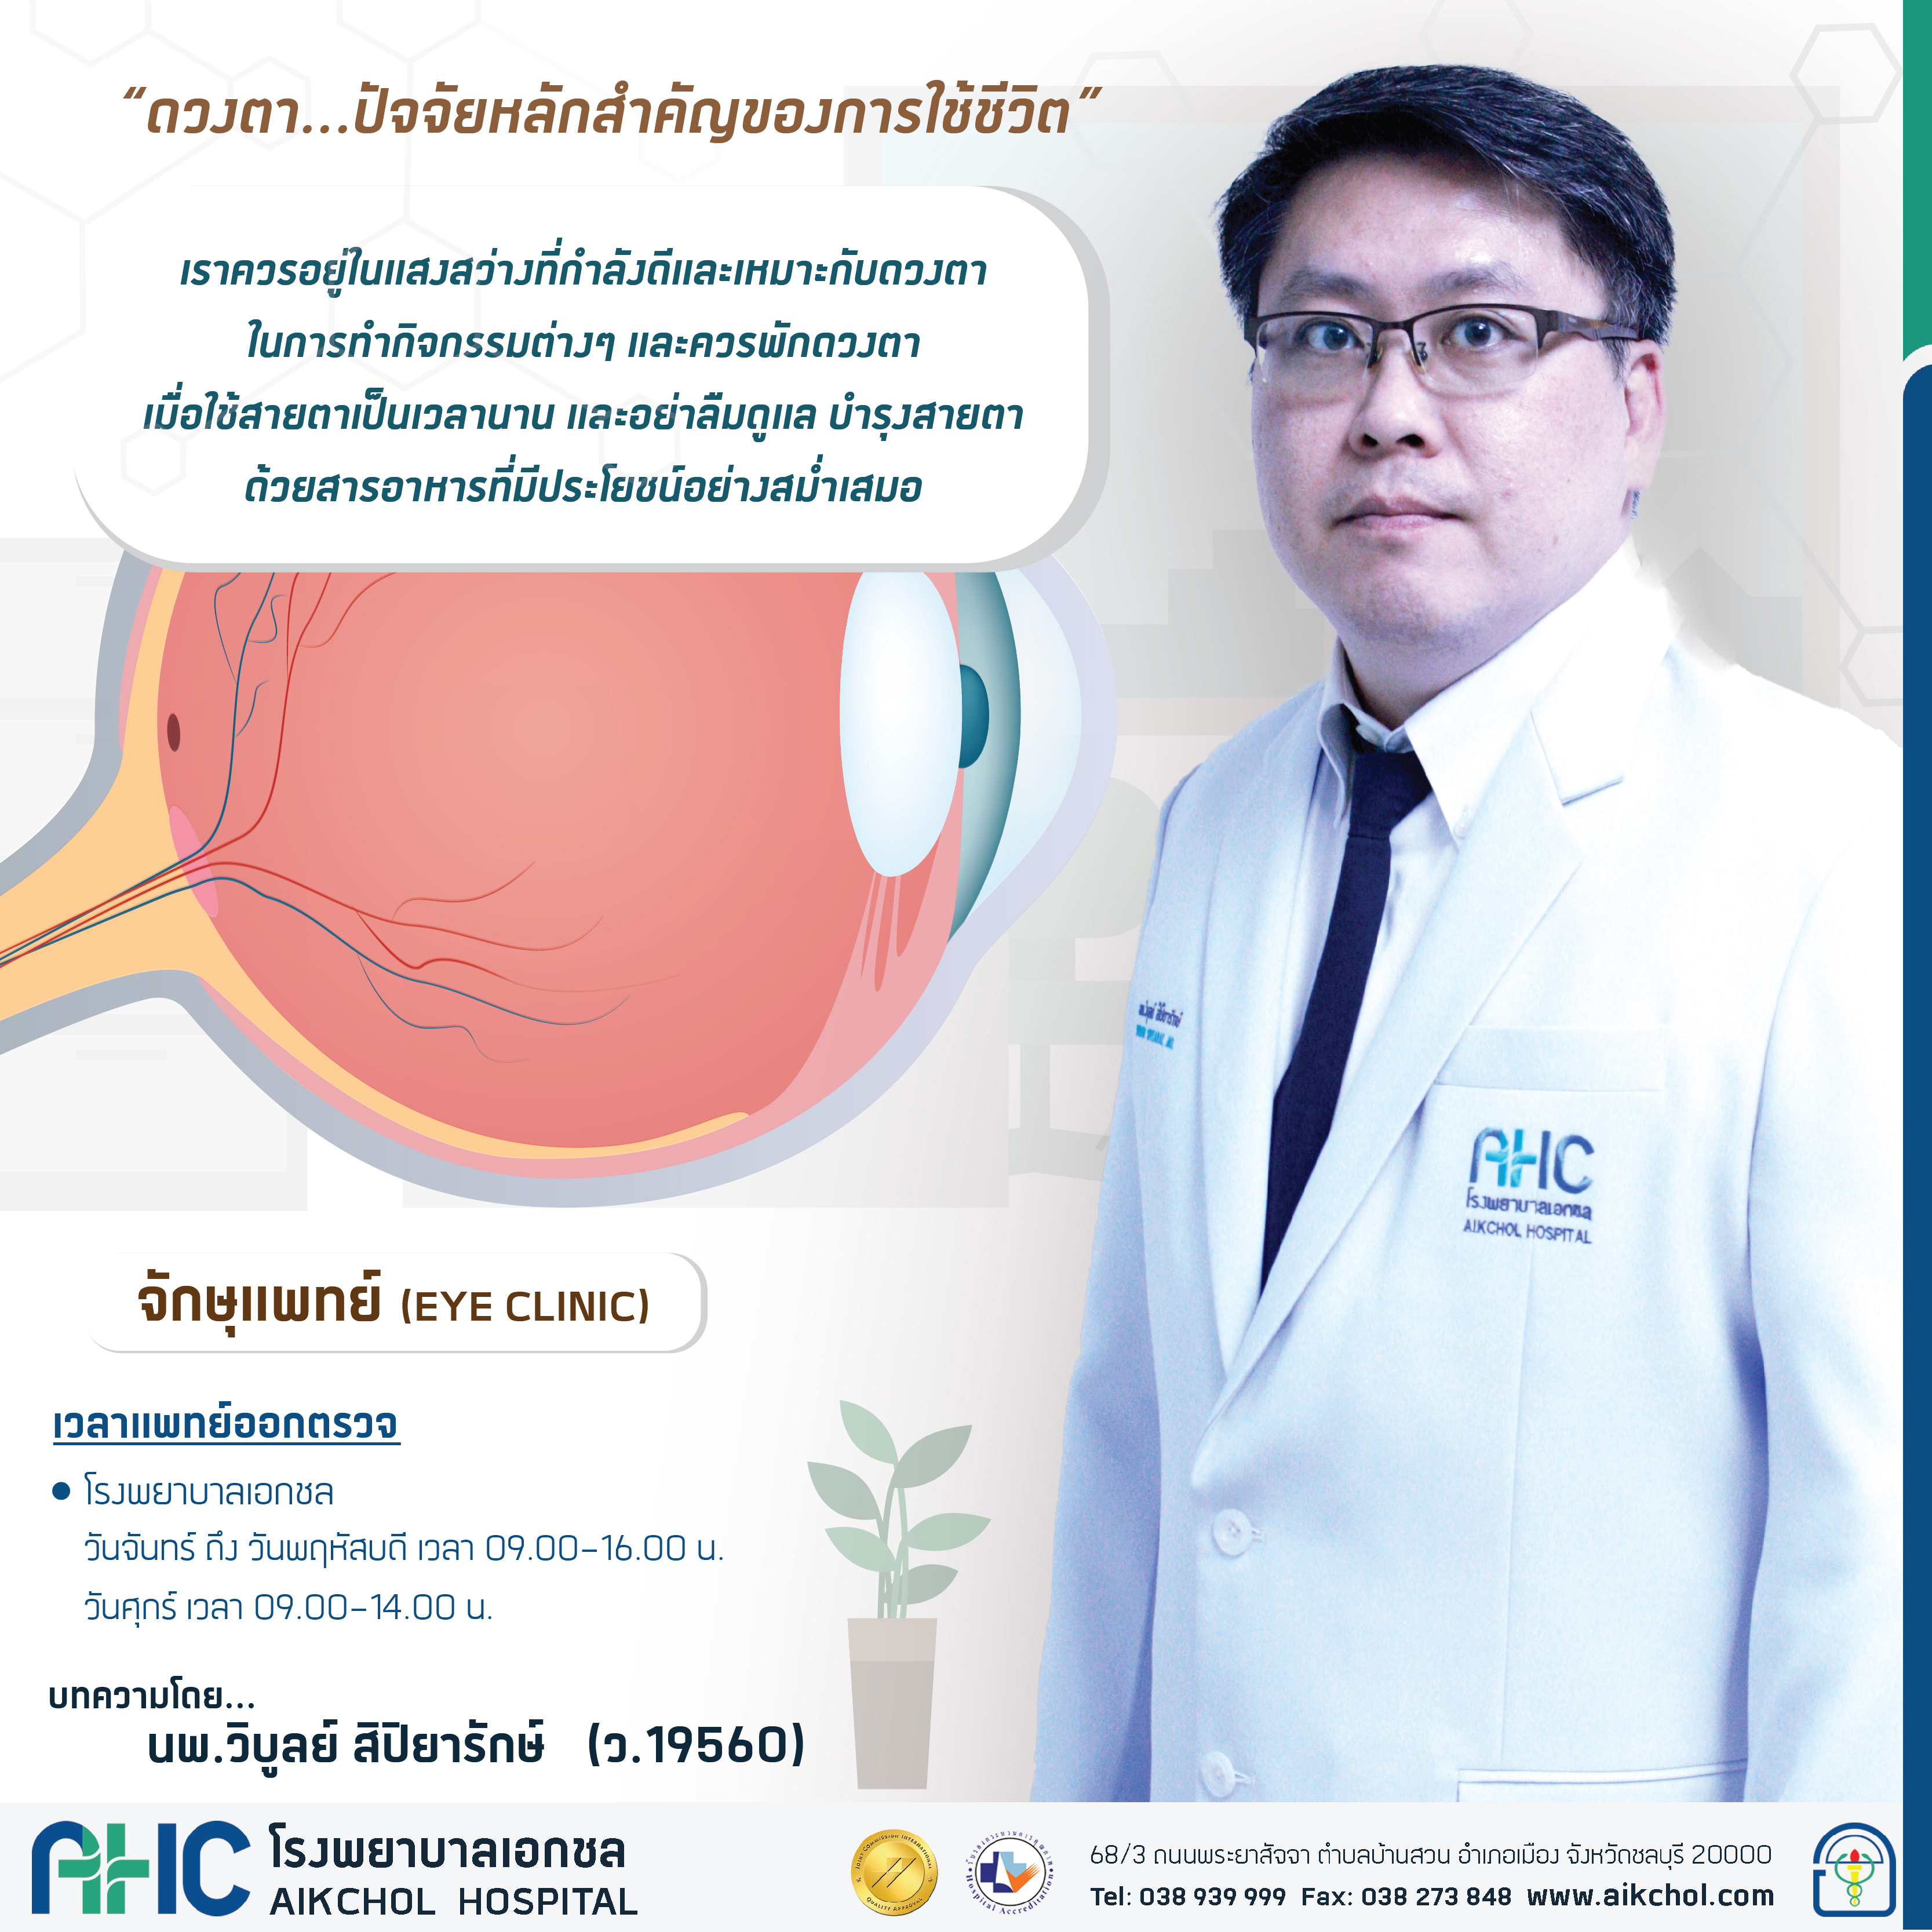 “ดวงตา...ปัจจัยหลักสำคัญของการใช้ชีวิต”
เราควรอยู่ในแสงสว่างที่กำลังดีและเหมาะกับดวงตา
ในการทำกิจกรรมต่างๆ และควรพักดวงตา
เมื่อใช้สายตาเป็นเวลานาน และอย่าลืมดูแล บำรุงสายตา
ด้วยสารอาหารที่มีประโยชน์อย่างสม่ำเสมอ
AHC
โรงพยาบาลเอกชล
AIKCHOL HOSPITAL
จักษุแพทย์ (EYE CLINIC)
เวลาแพทย์ออกตรวจ
• โรงพยาบาลเอกชล
วันจันทร์ ถึง วันพฤหัสบดี เวลา 09.00-16.00 น.
วันศุกร์ เวลา 09.00-14.00 น.
บทความโดย...
นพ.วิบูลย์ สิปิยารักษ์ (ว.19560)
AHC โรงพยาบาลเอกชล
AIKCHOL HOSPITAL
JOINT COMMISSION INTERNATIONAL
QUALITY APPROVAL
Hospital Accreditation
68/3 ถนนพระยาสัจจา ตำบลบ้านสวน อำเภอเมือง จังหวัดชลบุรี 20000
Tel: 038 939 999 Fax: 038 273 848 www.aikchol.com